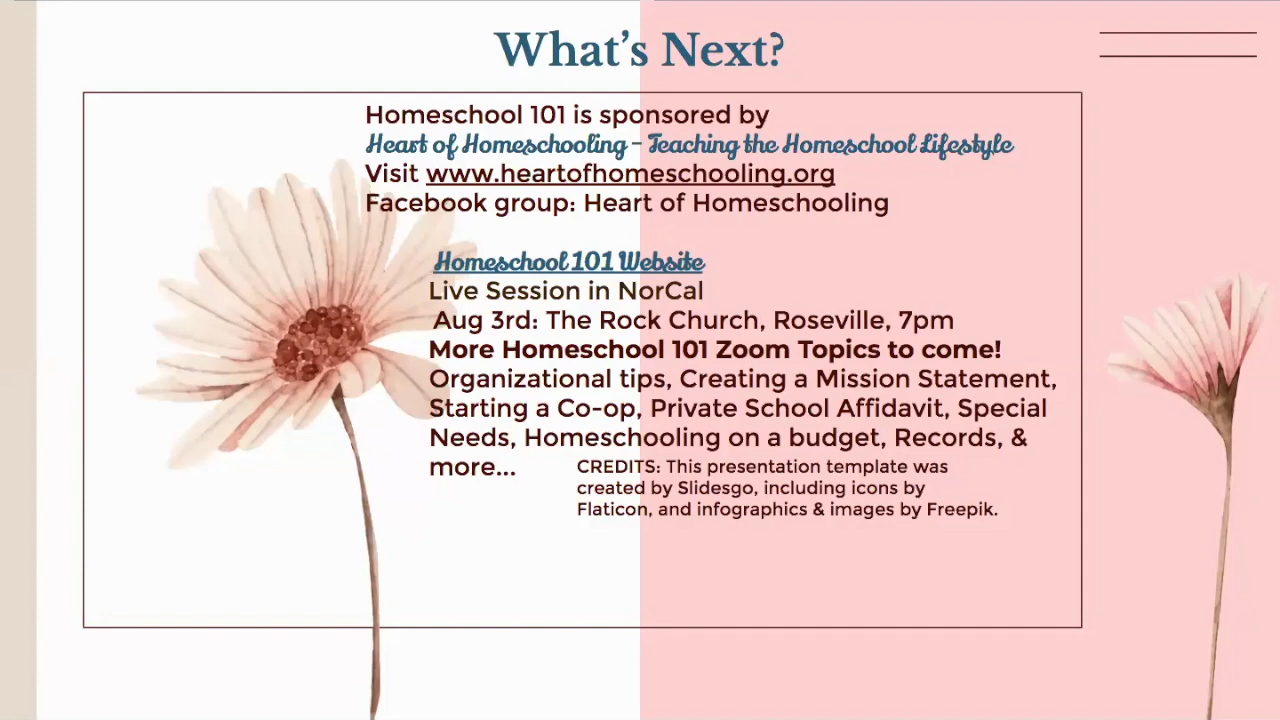 What's Next?
Homeschool 101 is sponsored by
Heart of Homeschooling - Teaching the Homeschool Lifestyle
Visit www.heartofhomeschooling.org
Facebook group: Heart of Homeschooling
Homeschool 101 Website
Live Session in NorCal
Aug 3rd: The Rock Church, Roseville, 7pm
More Homeschool 101 Zoom Topics to come!
Organizational tips, Creating a Mission Statement,
Starting a Co-op, Private School Affidavit, Special
Needs, Homeschooling on a budget, Records, &
more...
CREDITS: This presentation template was
created by Slidesgo, including icons by
Flaticon, and infographics & images by Freepik.